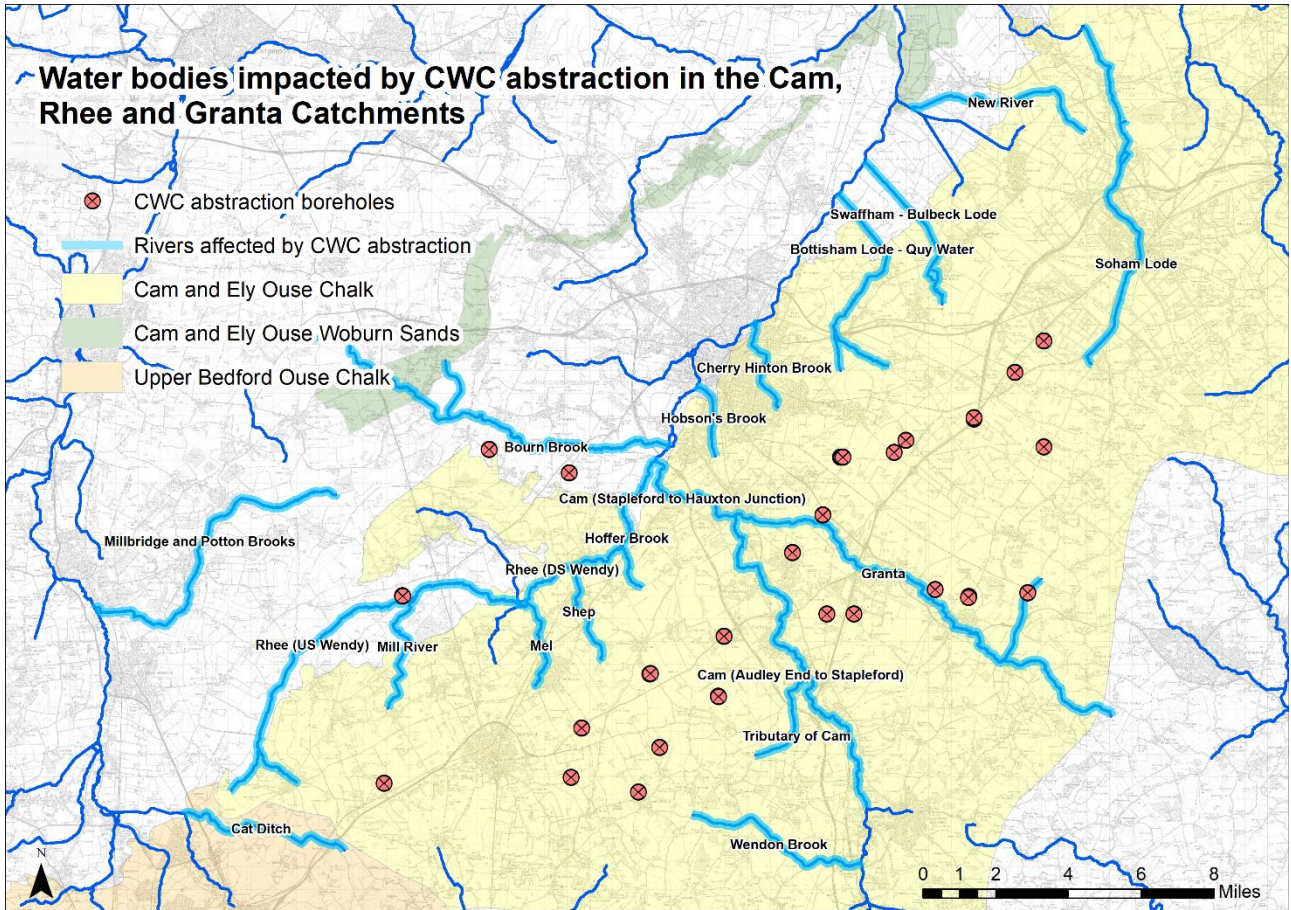 Water bodies impacted by CWC abstraction in the Cam,
Rhee and Granta Catchments
CWC abstraction boreholes
Rivers affected by CWC abstraction
Cam and Ely Ouse Chalk
Cam and Ely Ouse Woburn Sands
Upper Bedford Ouse Chalk
New River
Swaffham - Bulbeck Lode
Bottisham Lode - Quy Water
Soham Lode
Cherry Hinton Brook
Hobson's Brook
Bourn Brook
Cam (Stapleford to Hauxton Junction)
Millbridge and Potton Brooks
Hoffer Brook
Rhee (DS Wendy)
Granta
Shep
Rhee (US Wendy)
Mill River
Mel
Cam (Audley End to Stapleford)
Tributary of Cam
Cat Ditch
Wendon Brook
N
0 1 2 4 6 8
Miles